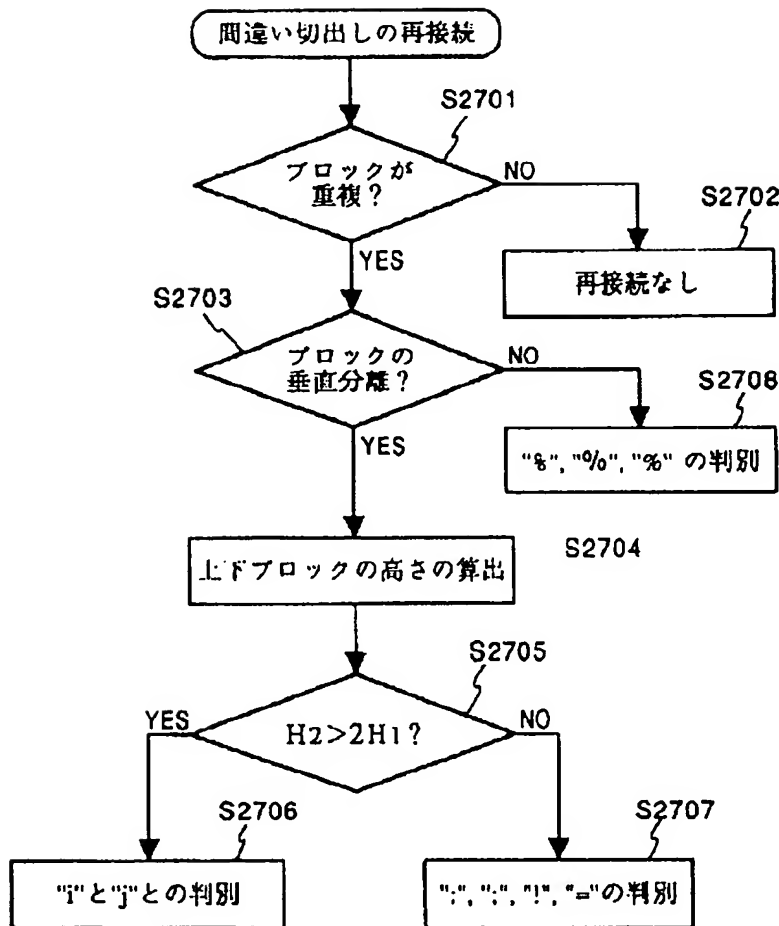 間違い切出しの再接続
S2701
ブロックが
重複?
NO
S2702
YES
再接続なし
S2703
ブロックの
垂直分離?
NO
S2708
YES
"%", "%" の判別
上下ブロックの高さの算出
S2704
S2705
H2>2H1?
YES
NO
S2706
S2707
"i"と"j"との判別
":", ";", "!", "="の判別